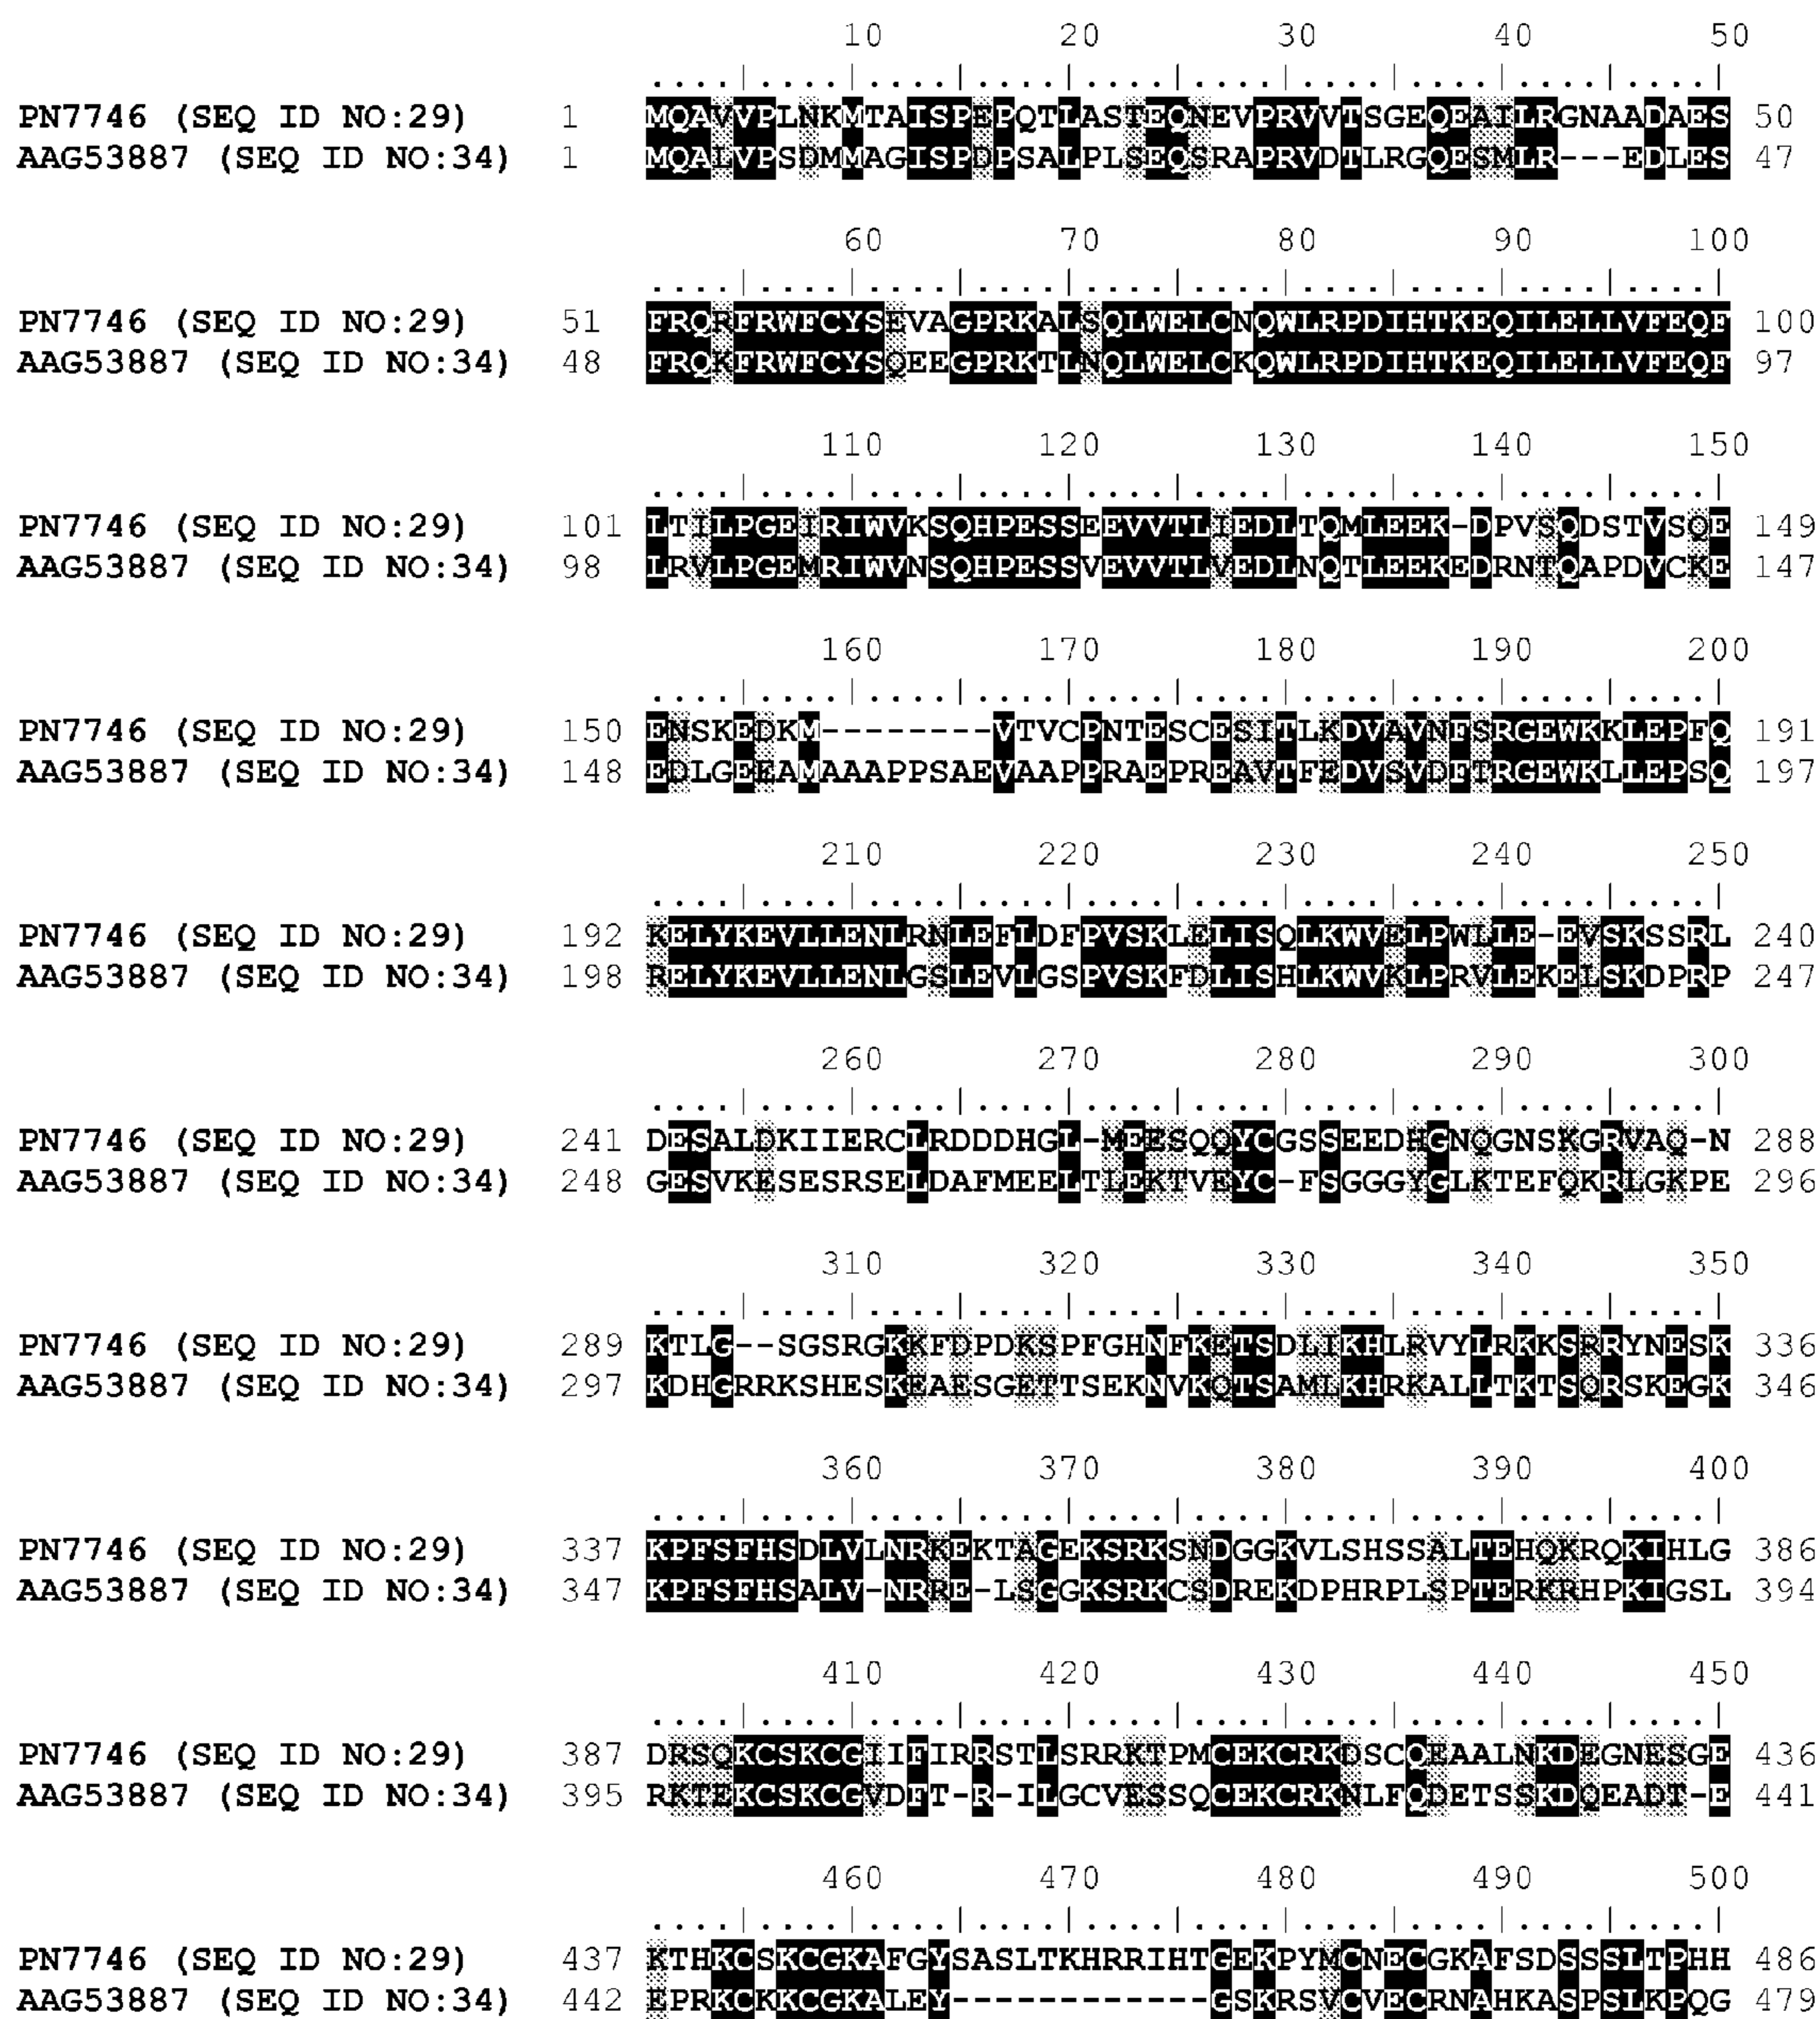 10 20 30 40 50
....|....|....|....|....|....|....|....|....|....|
PN7746 (SEQ ID NO:29) 1 MQAVVPLNKMTAISPEPQTLASTEQNEVPRVVTSGEQEAILRGNAADAES 50
AAG53887 (SEQ ID NO:34) 1 MQALVPSDMMAGISPDPSALPLSEQSRAPRVDTLRGQESMLR---EDLES 47
60 70 80 90 100
....|....|....|....|....|....|....|....|....|....|
PN7746 (SEQ ID NO:29) 51 FRQRFRWFCYSEVAGPRKALSQLWELCNQWLRPDIHTKEQILELLVFEQF 100
AAG53887 (SEQ ID NO:34) 48 FRQKFRWFCYSQEEGPRKTLNQLWELCKQWLRPDIHTKEQILELLVFEQF 97
110 120 130 140 150
....|....|....|....|....|....|....|....|....|....|
PN7746 (SEQ ID NO:29) 101 LTILPGEIRIWVKSQHPESSEEVVTLIEDLTQMLEEK-DPVSQDSTVSQE 149
AAG53887 (SEQ ID NO:34) 98 LRVLPGEMRIWVNSQHPESSVEVVTLVEDLNQTLEEKEDRNTQAPDVCKE 147
160 170 180 190 200
....|....|....|....|....|....|....|....|....|....|
PN7746 (SEQ ID NO:29) 150 ENSKEDKM--------VTVCPNTESCESITLKDVAVNFSRGEWKKLEPFQ 191
AAG53887 (SEQ ID NO:34) 148 EDLGEEAMAAAPPSAEVAAPPRAEPREAVTFEDVSVDFTRGEWKLLEPSQ 197
210 220 230 240 250
....|....|....|....|....|....|....|....|....|....|
PN7746 (SEQ ID NO:29) 192 KELYKEVLLENLRNLEFLDFPVSKLELISQLKWVELPWLLE-EVSKSSRL 240
AAG53887 (SEQ ID NO:34) 198 RELYKEVLLENLGSLEVLGSPVSKFDLISHLKWVKLPRVLEKELSKDPRP 247
260 270 280 290 300
....|....|....|....|....|....|....|....|....|....|
PN7746 (SEQ ID NO:29) 241 DESALDKIIERCLRDDDHGL-MEESQQYCGSSEEDHGNQGNSKGRVAQ-N 288
AAG53887 (SEQ ID NO:34) 248 GESVKESESRSELDAFMEELTLEKTVEYC-FSGGGYGLKTEFQKRLGKPE 296
310 320 330 340 350
....|....|....|....|....|....|....|....|....|....|
PN7746 (SEQ ID NO:29) 289 KTLG--SGSRGKKFDPDKSPFGHNFKETSDLIKHLRVYLRKKSRRYNESK 336
AAG53887 (SEQ ID NO:34) 297 KDHGRRKSHESKEAESGETTSEKNVKQTSAMLKHRKALLTKTSQRSKEGK 346
360 370 380 390 400
....|....|....|....|....|....|....|....|....|....|
PN7746 (SEQ ID NO:29) 337 KPFSFHSDLVLNRKEKTAGEKSRKSNDGGKVLSHSSALTEHQKRQKIHLG 386
AAG53887 (SEQ ID NO:34) 347 KPFSFHSALV-NRRE-LSGGKSRKCSDREKDPHRPLSPTERKRHPKIGSL 394
410 420 430 440 450
....|....|....|....|....|....|....|....|....|....|
PN7746 (SEQ ID NO:29) 387 DRSQKCSKCGIIFIRRSTLSRRKTPMCEKCRKDSCQEAALNKDEGNESGE 436
AAG53887 (SEQ ID NO:34) 395 RKTEKCSKCGVDFT-R-ILGCVESSQCEKCRKNLFQDETSSKDQEADT-E 441
460 470 480 490 500
....|....|....|....|....|....|....|....|....|....|
PN7746 (SEQ ID NO:29) 437 KTHKCSKCGKAFGYSASLTKHRRIHTGEKPYMCNECGKAFSDSSSLTPHH 486
AAG53887 (SEQ ID NO:34) 442 EPRKCKKCGKALEY------------GSKRSVCVECRNAHKASPSLKPQG 479